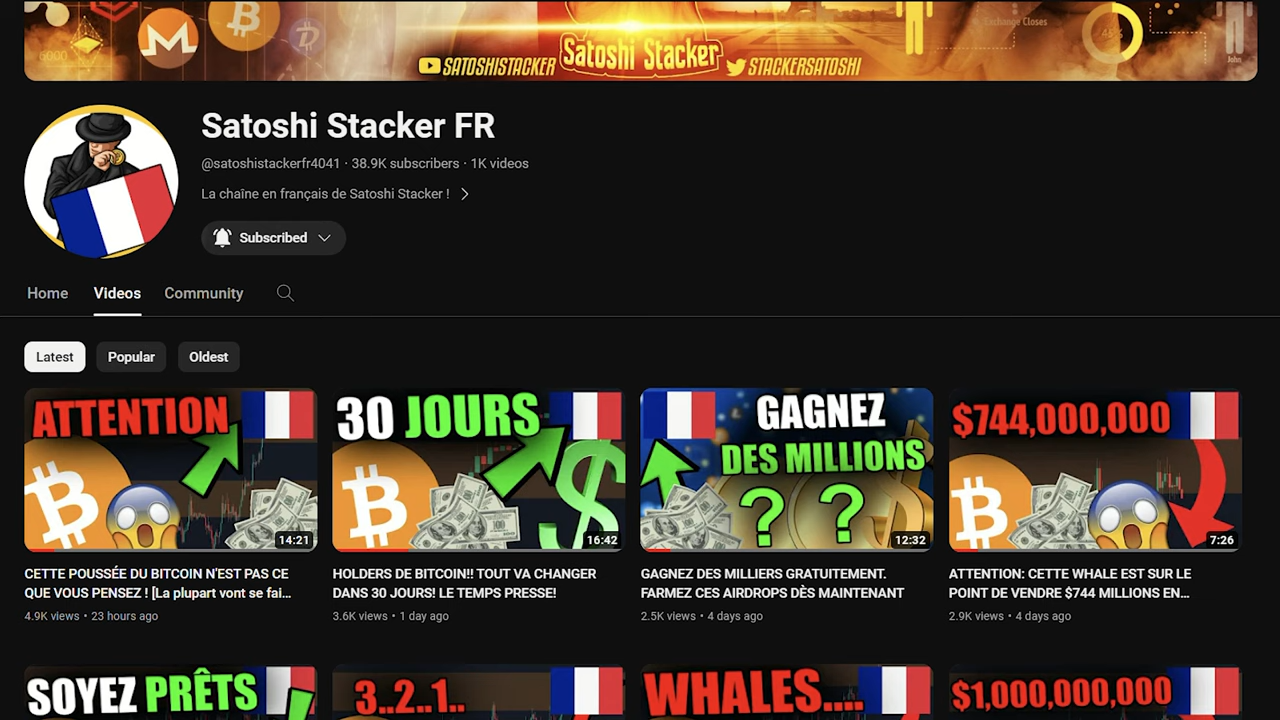 6000
Exchange Closes
46%
John
Satoshi Stacker
SATOSHISTACKER
STACKERSATOSHI
Satoshi Stacker FR
@satoshistackerfr4041 · 38.9K subscribers · 1K videos
La chaîne en français de Satoshi Stacker !
Subscribed
Home
Videos
Community
Latest
Popular
Oldest
ATTENTION
14:21
CETTE POUSSÉE DU BITCOIN N'EST PAS CE
QUE VOUS PENSEZ ! [La plupart vont se fai...
4.9K views • 23 hours ago
30 JOURS
16:42
HOLDERS DE BITCOIN!! TOUT VA CHANGER
DANS 30 JOURS! LE TEMPS PRESSE!
3.6K views • 1 day ago
GAGNEZ
DES MILLIONS
? ?
12:32
GAGNEZ DES MILLIERS GRATUITEMENT.
FARMEZ CES AIRDROPS DÈS MAINTENANT
2.5K views • 4 days ago
$744,000,000
7:26
ATTENTION: CETTE WHALE EST SUR LE
POINT DE VENDRE $744 MILLIONS EN...
2.9K views • 4 days ago
SOYEZ PRÊTS
3..2..1..
WHALES....
$1,000,000,000